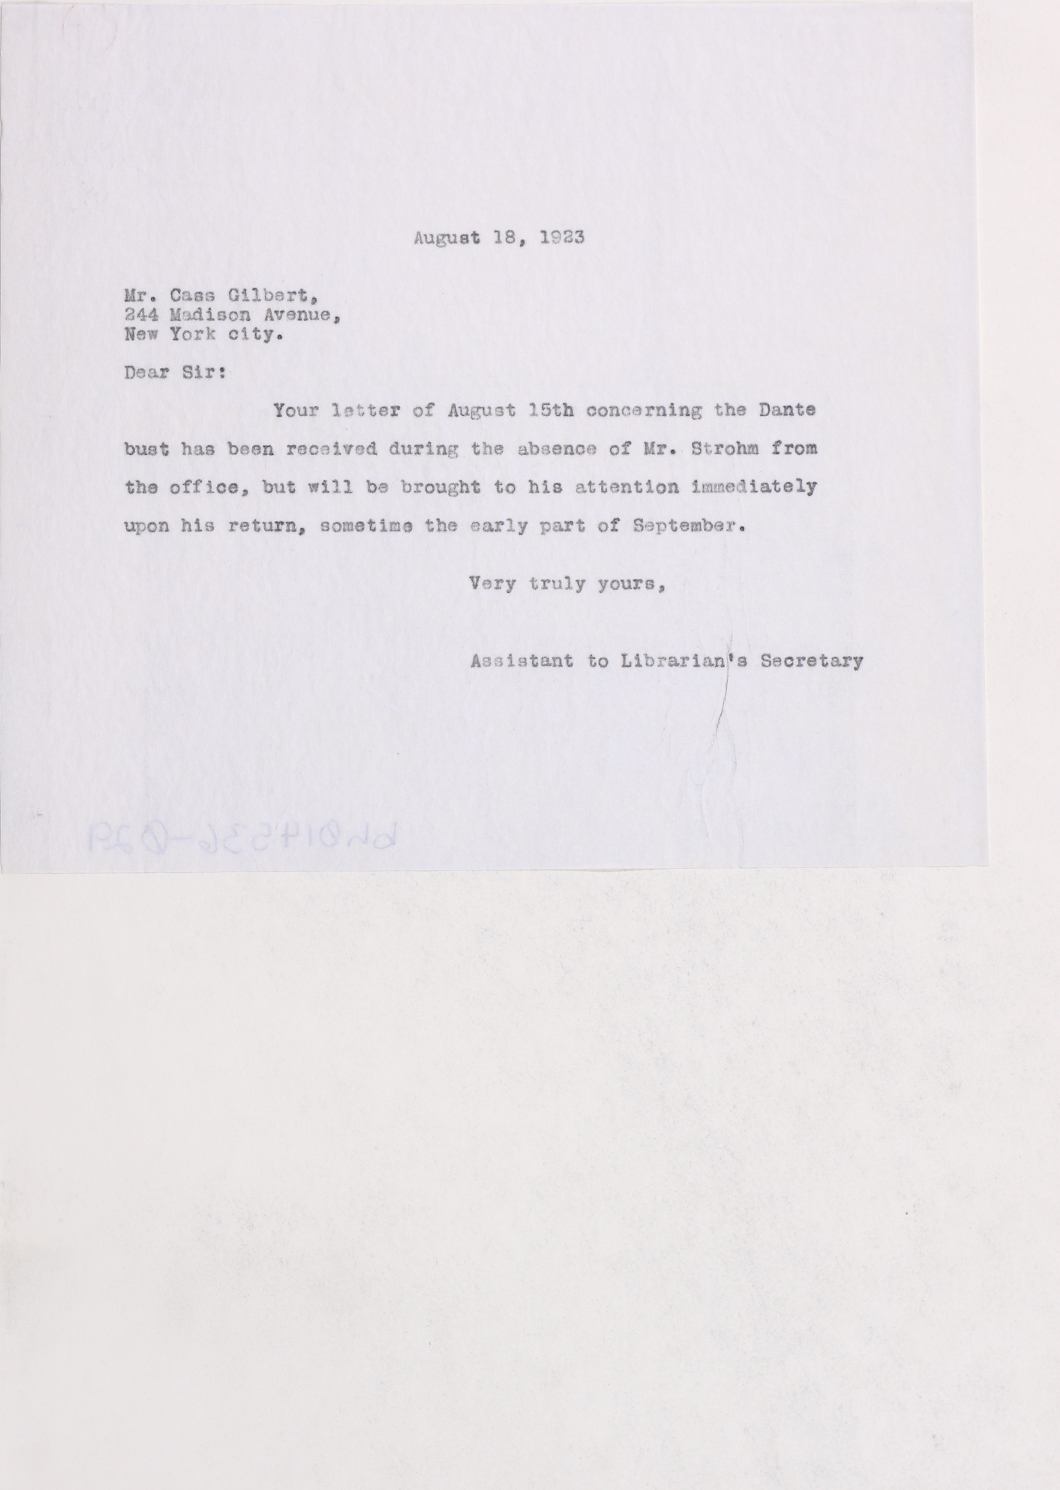 August 18, 1923
Mr. Cass Gilbert,
244 Madison Avenue,
New York city.
Dear Sir:
Your letter of August 15th concerning the Dante
bust has been received during the absence of Mr. Strohm from
the office, but will be brought to his attention immediately
upon his return, sometime the early part of September.
Very truly yours,
Assistant to Librarian's Secretary